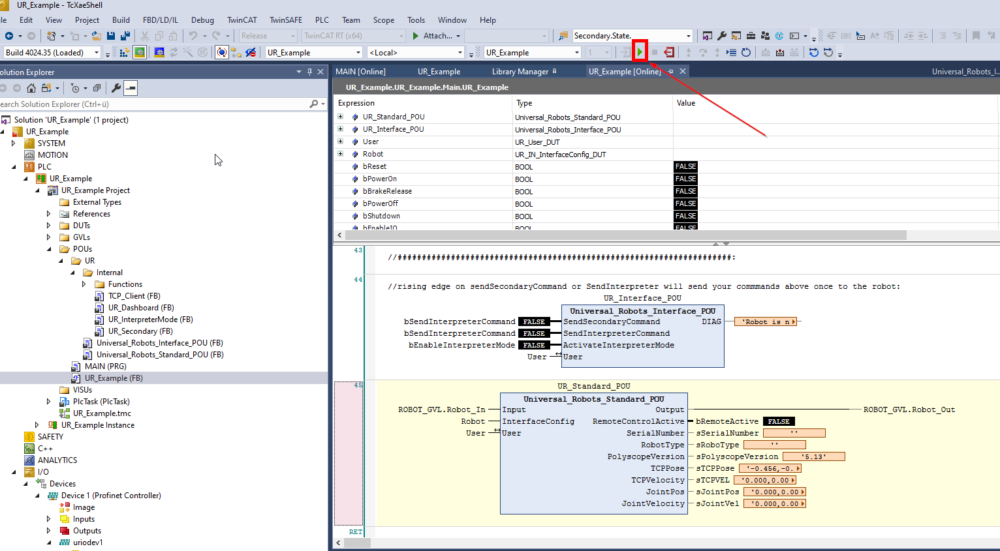 UR_Example - TcXaeShell
ile Edit View Project Build FBD/LD/IL Debug TwinCAT TwinSAFE PLC Team Scope Tools Window Help
Release TwinCAT RT (x64) Attach... Secondary.State.
Build 4024.35 (Loaded) UR_Example <Local> UR_Example 1
olution Explorer
earch Solution Explorer (Ctrl+ü)
Solution 'UR_Example' (1 project)
UR_Example
SYSTEM
MOTION
PLC
UR_Example
UR_Example Project
External Types
References
DUTs
GVLs
POUs
UR
Internal
Functions
TCP_Client (FB)
UR_Dashboard (FB)
UR_InterpreterMode (FB)
UR_Secondary (FB)
Universal_Robots_Interface_POU (FB)
Universal_Robots_Standard_POU (FB)
MAIN (PRG)
UR_Example (FB)
VISUs
PlcTask (PlcTask)
UR_Example.tmc
UR_Example Instance
SAFETY
C++
ANALYTICS
I/O
Devices
Device 1 (Profinet Controller)
Image
Inputs
Outputs
uriodev1
MAIN [Online] UR_Example Library Manager UR_Example [Online] Universal_Robots_I...
UR_Example.UR_Example.Main.UR_Example
Expression Type Value
UR_Standard_POU Universal_Robots_Standard_POU
UR_Interface_POU Universal_Robots_Interface_POU
User UR_User_DUT
Robot UR_IN_InterfaceConfig_DUT
bReset BOOL FALSE
bPowerOn BOOL FALSE
bBrakeRelease BOOL FALSE
bPowerOff BOOL FALSE
bShutdown BOOL FALSE
bEnableIO BOOL FALSE
43
//#####################################################################:
44
//rising edge on sendSecondaryCommand or SendInterpreter will send your commmands above once to the robot:
UR_Interface_POU
Universal_Robots_Interface_POU
bSendInterpreterCommand FALSE SendSecondaryCommand DIAG 'Robot is n
bSendInterpreterCommand FALSE SendInterpreterCommand
bEnableInterpreterMode FALSE ActivateInterpreterMode
User User
45
UR_Standard_POU
Universal_Robots_Standard_POU
ROBOT_GVL.Robot_In Input Output ROBOT_GVL.Robot_Out
Robot InterfaceConfig RemoteControlActive bRemoteActive FALSE
User User SerialNumber sSerialNumber ''
RobotType sRoboType ''
PolyscopeVersion sPolyscopeVersion '5.13'
TCPPose sTCPPose '-0.456,-0.
TCPVelocity sTCPVEL '0.000,0.00
JointPos sJointPos '0.000,0.00
JointVelocity sJointVel '0.000,0.00
RET